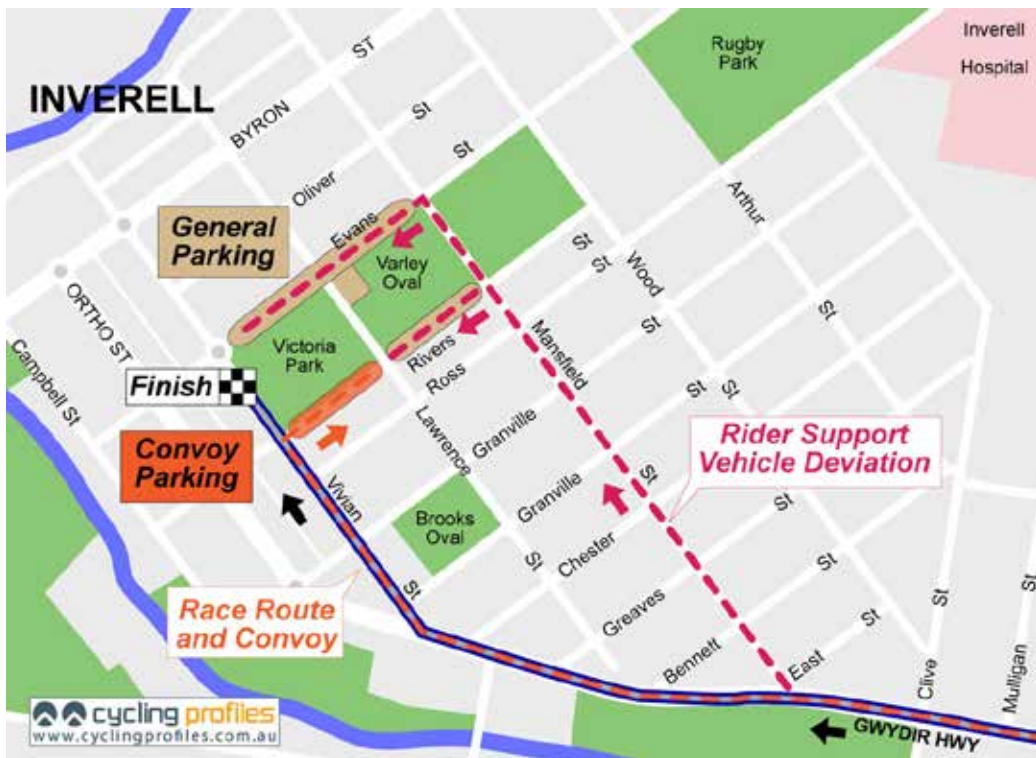 INVERELL
Inverell
Hospital
Rugby
Park
BYRON ST
Oliver St
Evans St
General
Parking
Varley
Oval
Arthur St
Wood St
ORTHO ST
Campbell St
Victoria
Park
Finish
Rivers St
Ross St
Mansfield St
Convoy
Parking
Lawrence St
Granville St
Rider Support
Vehicle Deviation
Vivian St
Brooks
Oval
Granville St
Chester St
Race Route
and Convoy
Greaves St
Bennett St
East St
Clive St
Mulligan St
GWYDIR HWY
cycling profiles
www.cyclingprofiles.com.au